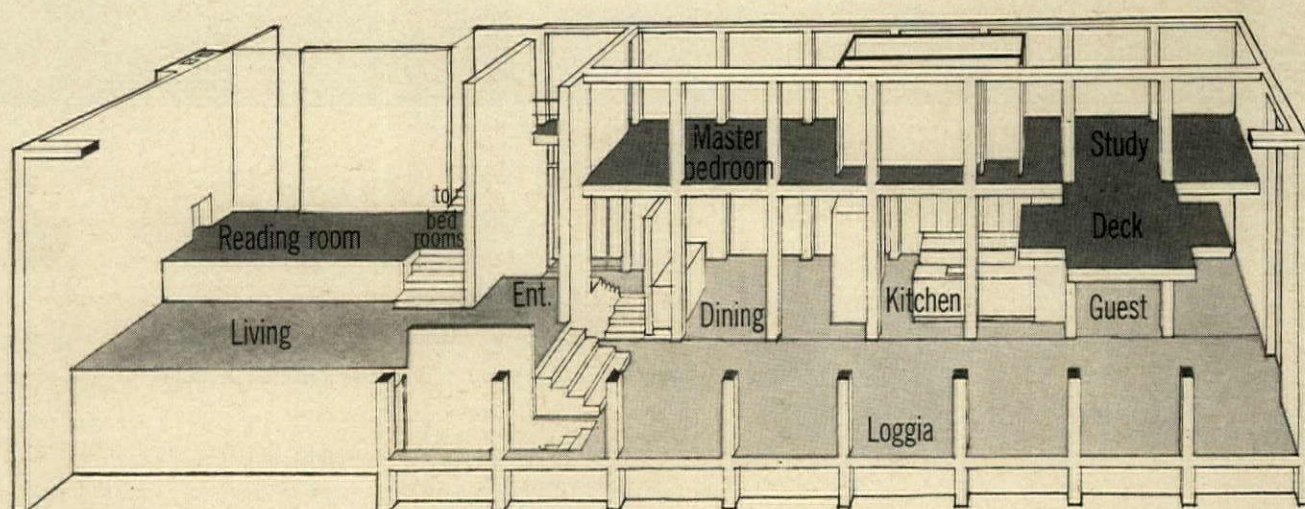 Master
bedroom
Study
to
bed
rooms
Reading room
Deck
Ent.
Living
Dining
Kitchen
Guest
Loggia